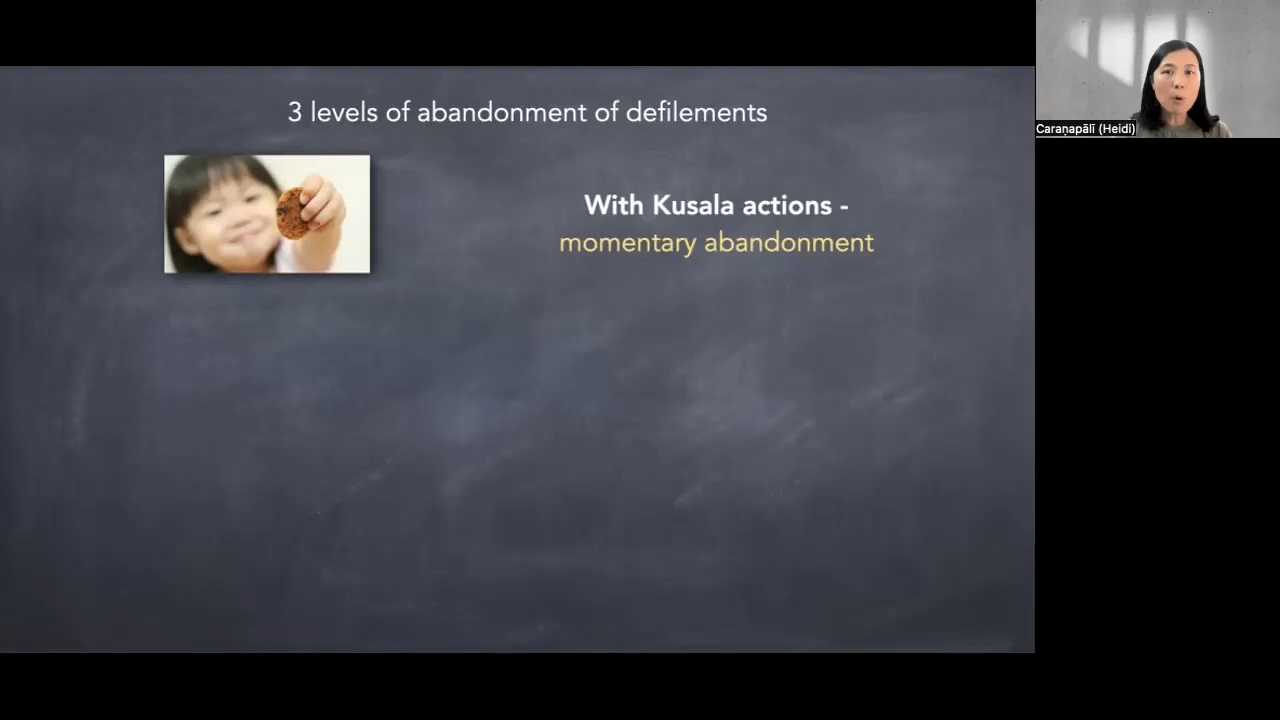 3 levels of abandonment of defilements
With Kusala actions -
momentary abandonment
Caraṇapālī (Heidi)